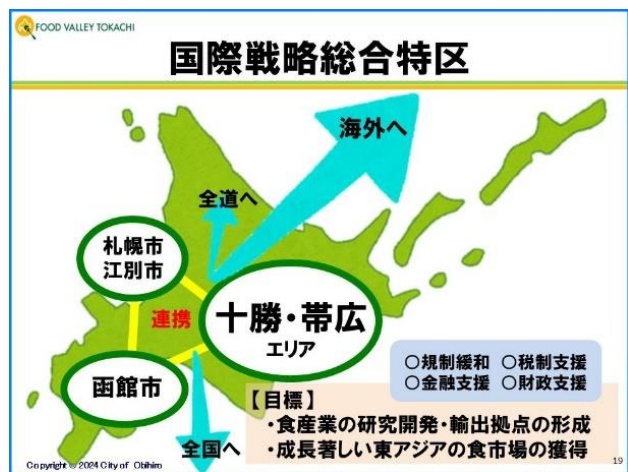 FOOD VALLEY TOKACHI
国際戦略総合特区
海外へ
全道へ
札幌市
江別市
連携
十勝・帯広
エリア
函館市
○規制緩和 ○税制支援
○金融支援 ○財政支援
【目標】
・食産業の研究開発・輸出拠点の形成
・成長著しい東アジアの食市場の獲得
全国へ
Copyright © 2024 City of Obihiro
19